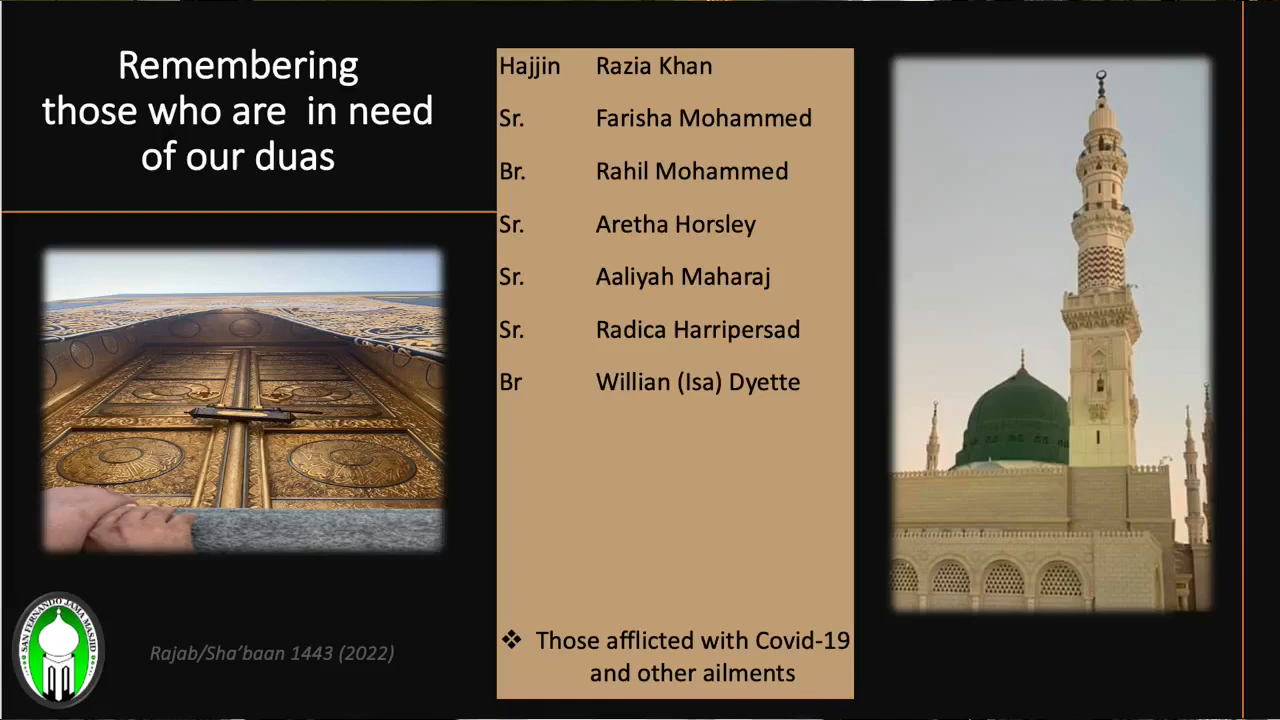 Remembering
those who are in need
of our duas
Hajjin Razia Khan
Sr. Farisha Mohammed
Br. Rahil Mohammed
Sr. Aretha Horsley
Sr. Aaliyah Maharaj
Sr. Radica Harripersad
Br Willian (Isa) Dyette
❖ Those afflicted with Covid-19
and other ailments
SAN FERNANDO JAMA MASJID
Rajab/Sha'baan 1443 (2022)